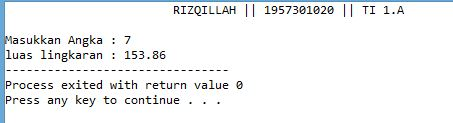 RIZQILLAH || 1957301020 || TI 1.A
Masukkan Angka : 7
luas lingkaran : 153.86
--------------------------------
Process exited with return value 0
Press any key to continue . . .